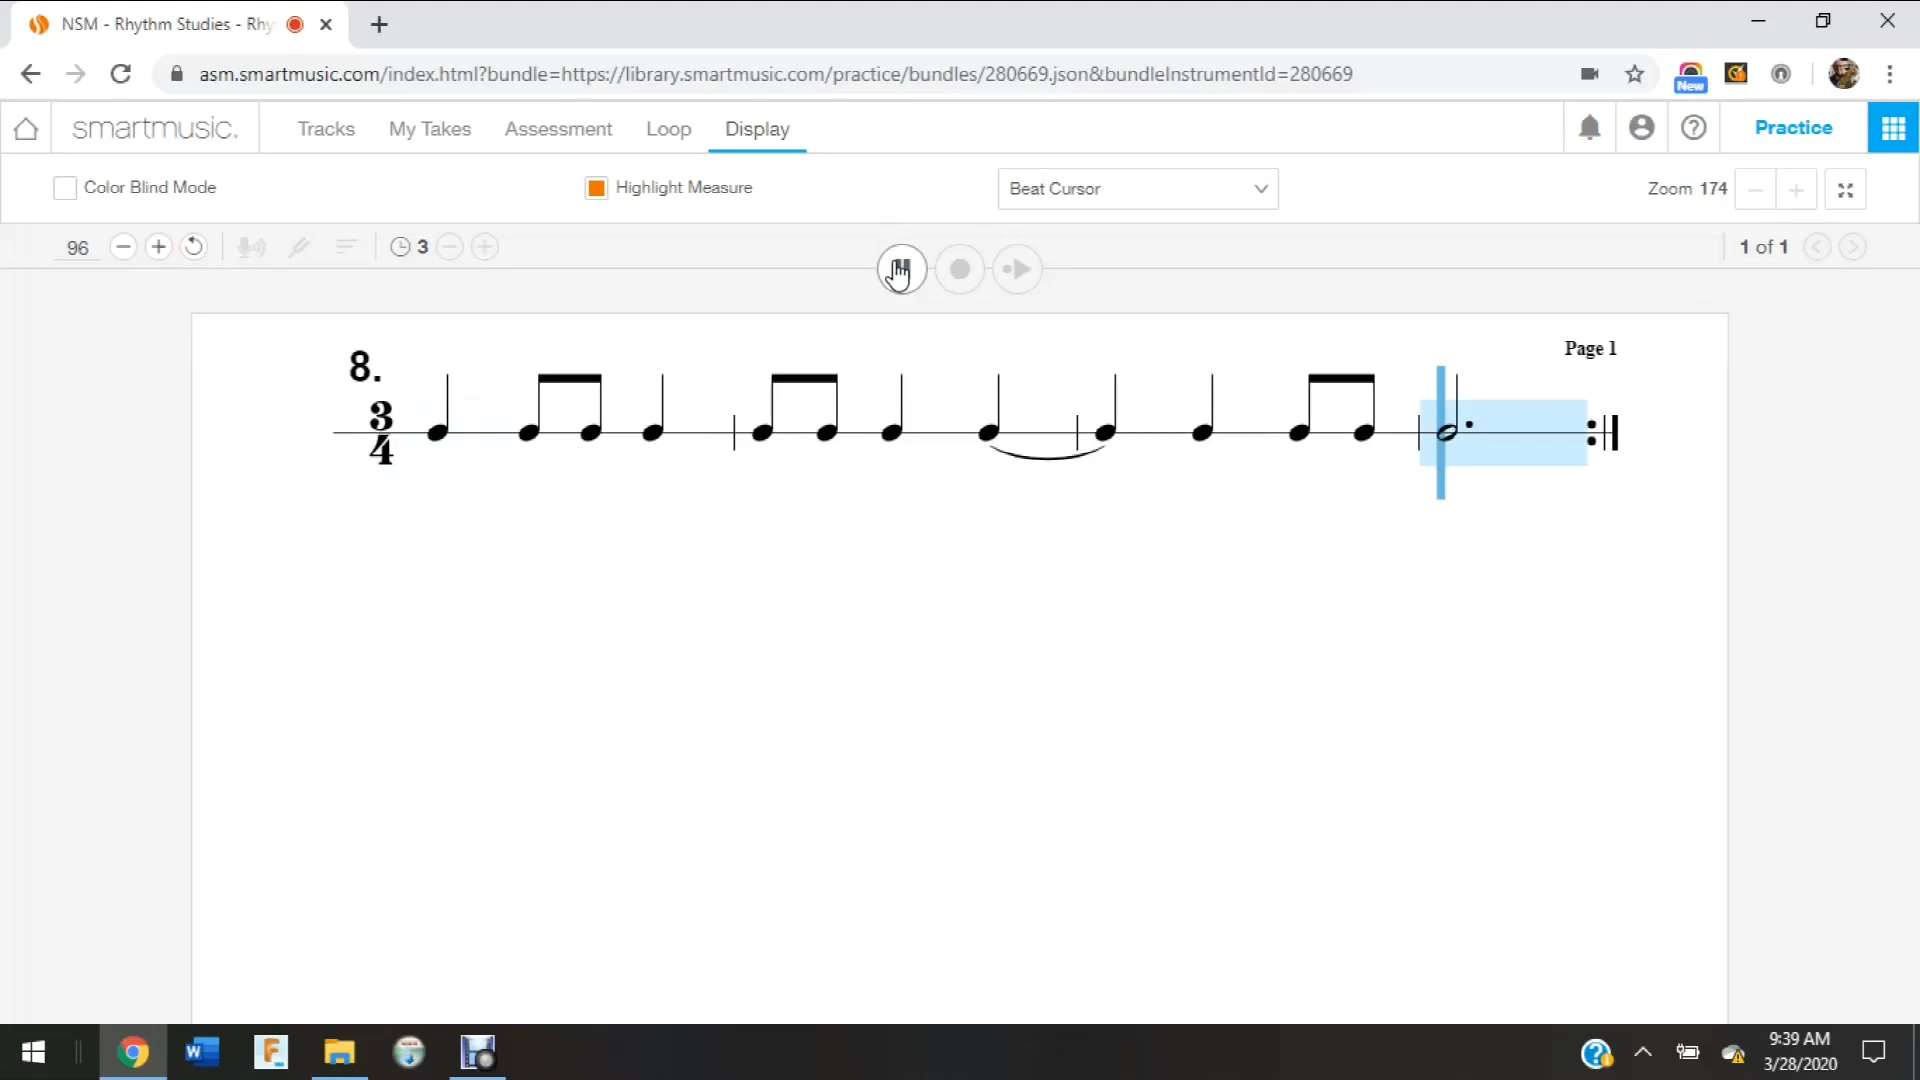 NSM - Rhythm Studies - Rhy
asm.smartmusic.com/index.html?bundle=https://library.smartmusic.com/practice/bundles/280669.json&bundleInstrumentId=280669
New
smartmusic.
Tracks
My Takes
Assessment
Loop
Display
Practice
Color Blind Mode
Highlight Measure
Beat Cursor
Zoom 174
96
3
1 of 1
Page 1
8.
3
4
9:39 AM
3/28/2020